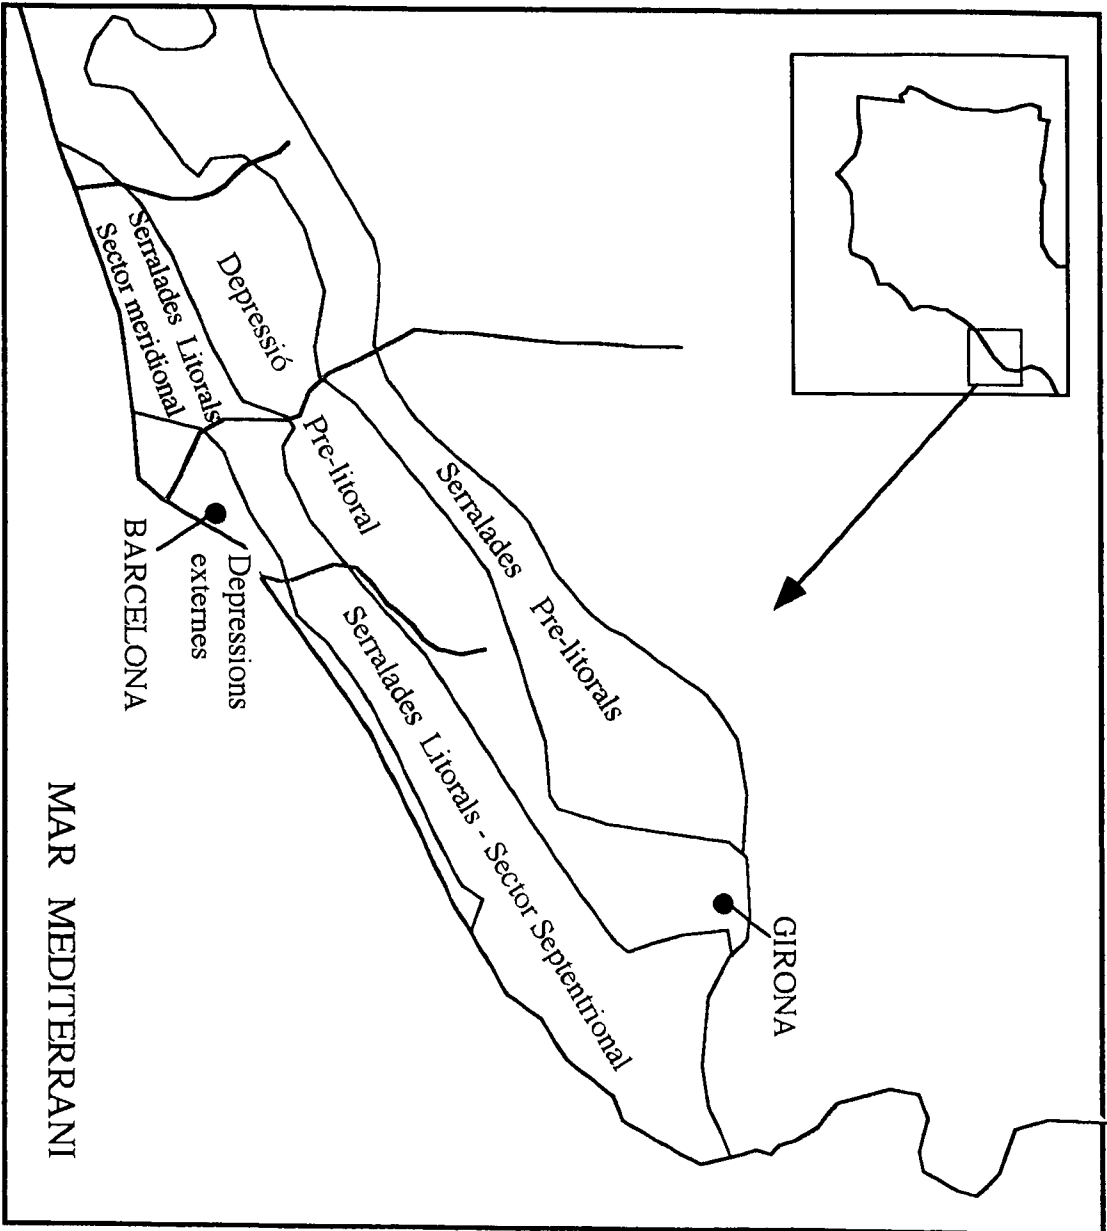 GIRONA
Serralades Pre-litorals
Depressió Pre-litoral
Serralades Litorals - Sector Septentrional
Serralades Litorals
Sector meridional
Depressions
externes
BARCELONA
MAR MEDITERRANI